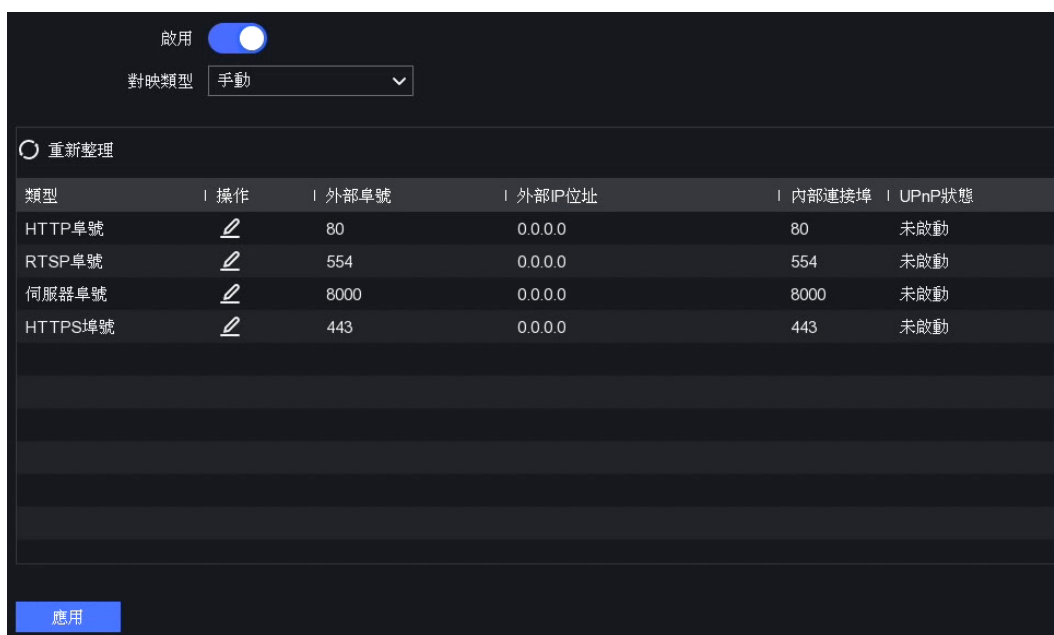 啟用
對映類型 手動
重新整理
類型 操作 外部阜號 外部IP位址 內部連接埠 UPnP狀態
HTTP阜號 80 0.0.0.0 80 未啟動
RTSP阜號 554 0.0.0.0 554 未啟動
伺服器阜號 8000 0.0.0.0 8000 未啟動
HTTPS埠號 443 0.0.0.0 443 未啟動
應用